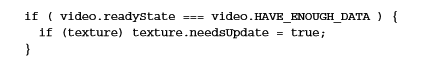 if ( video.readyState === video.HAVE_ENOUGH_DATA ) {
if (texture) texture.needsUpdate = true;
}